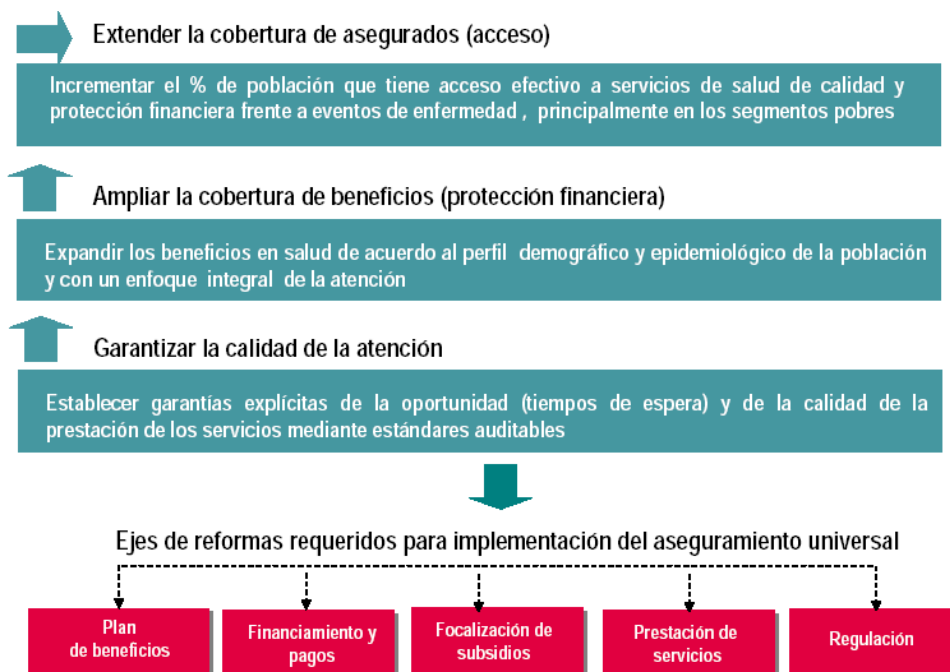 Extender la cobertura de asegurados (acceso)
Incrementar el % de población que tiene acceso efectivo a servicios de salud de calidad y
protección financiera frente a eventos de enfermedad , principalmente en los segmentos pobres
Ampliar la cobertura de beneficios (protección financiera)
Expandir los beneficios en salud de acuerdo al perfil demográfico y epidemiológico de la población
y con un enfoque integral de la atención
Garantizar la calidad de la atención
Establecer garantías explícitas de la oportunidad (tiempos de espera) y de la calidad de la
prestación de los servicios mediante estándares auditables
Ejes de reformas requeridos para implementación del aseguramiento universal
Plan
de beneficios
Financiamiento y
pagos
Focalización de
subsidios
Prestación de
servicios
Regulación